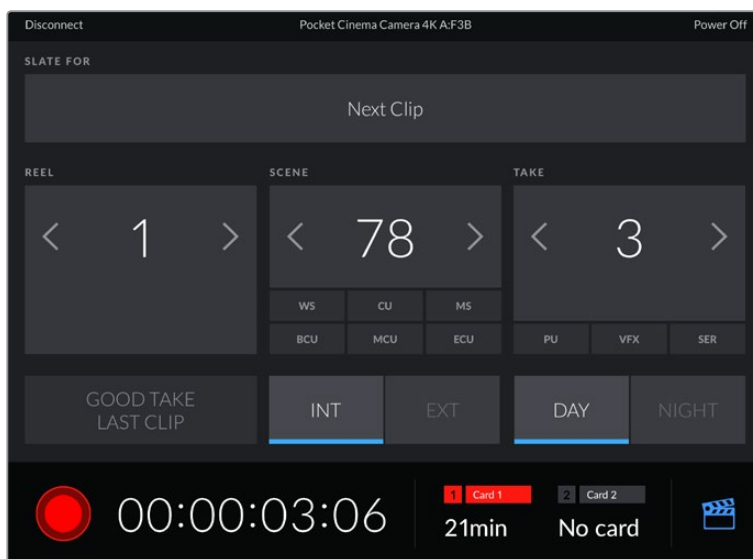 Disconnect Pocket Cinema Camera 4K A:F3B Power Off
SLATE FOR
Next Clip
REEL SCENE TAKE
< 1 > < 78 > < 3 >
WS CU MS
BCU MCU ECU PU VFX SER
GOOD TAKE
LAST CLIP
INT EXT DAY NIGHT
00:00:03:06
1 Card 1 2 Card 2
21min No card